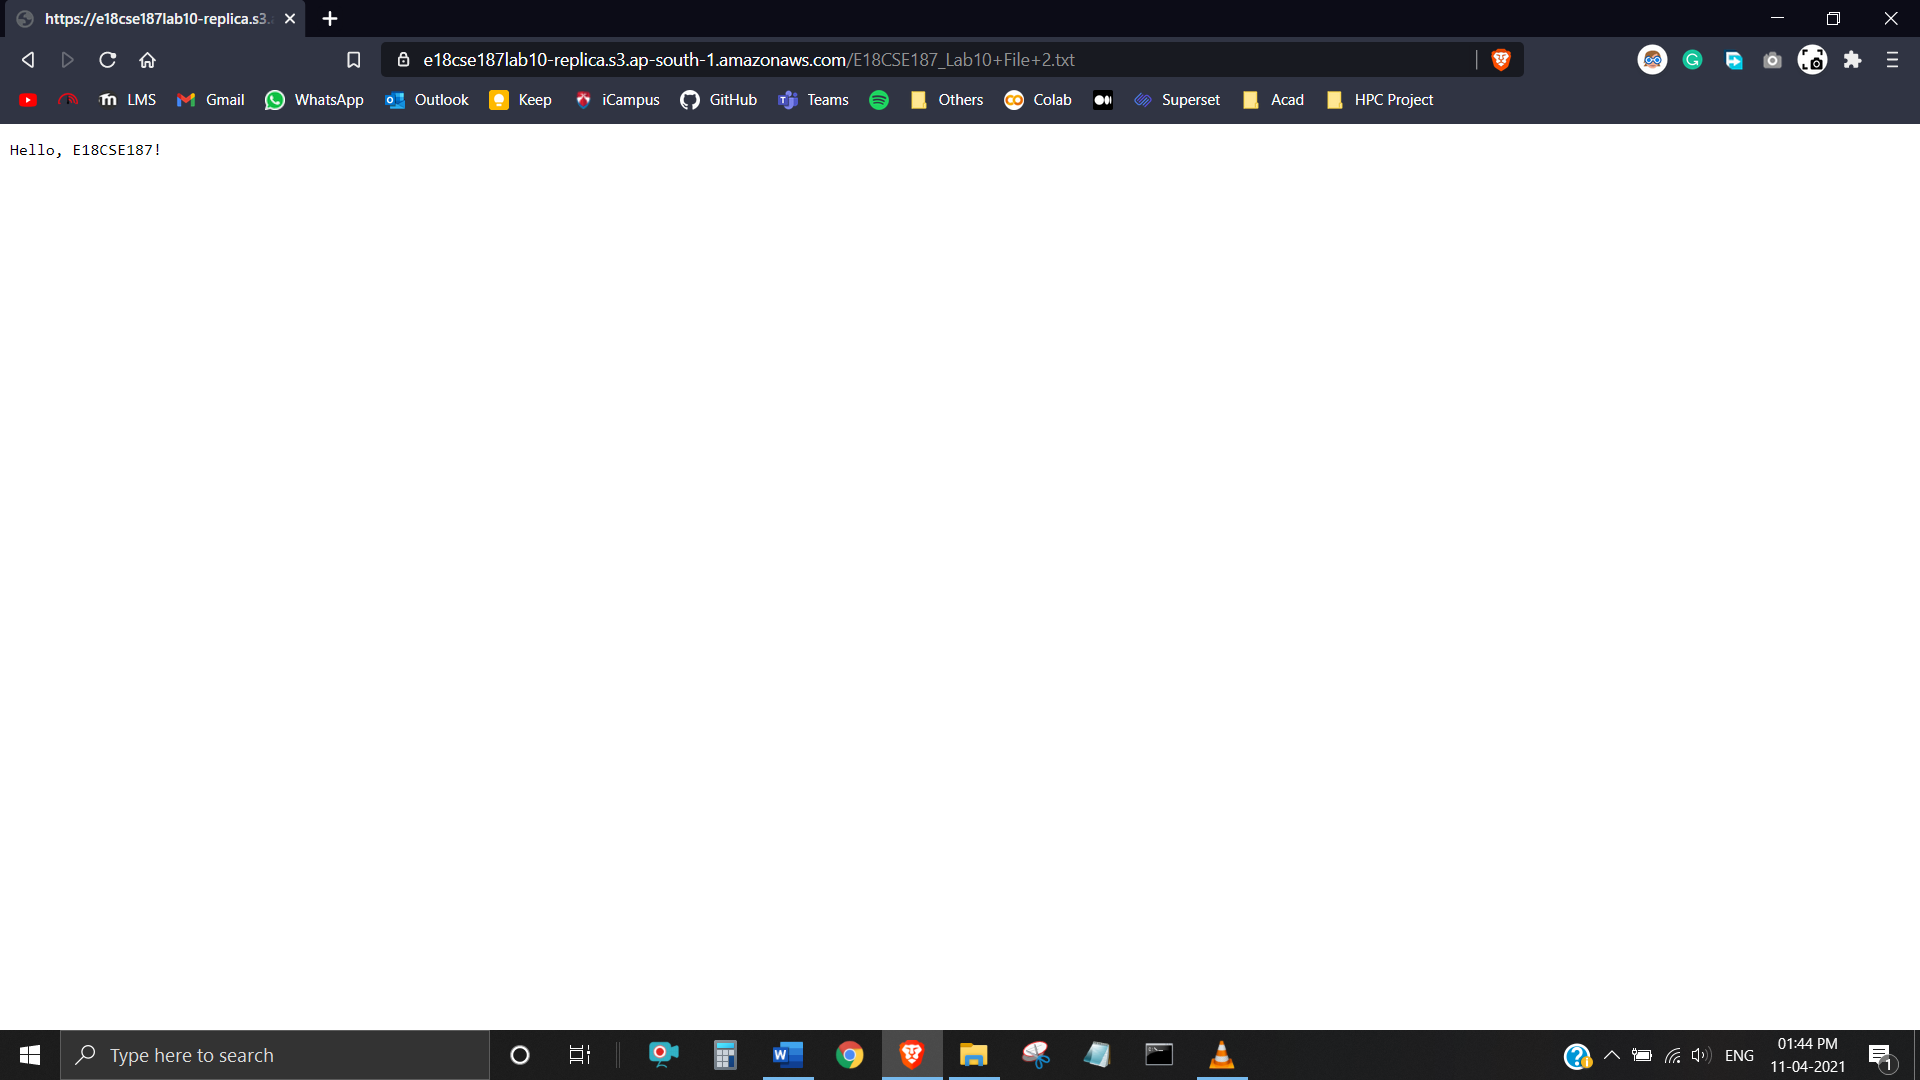 https://e18cse187lab10-replica.s3.
e18cse187lab10-replica.s3.ap-south-1.amazonaws.com/E18CSE187_Lab10+File+2.txt
LMS Gmail WhatsApp Outlook Keep iCampus GitHub Teams Others Colab Superset Acad HPC Project
Hello, E18CSE187!
Type here to search
ENG
01:44 PM
11-04-2021
1